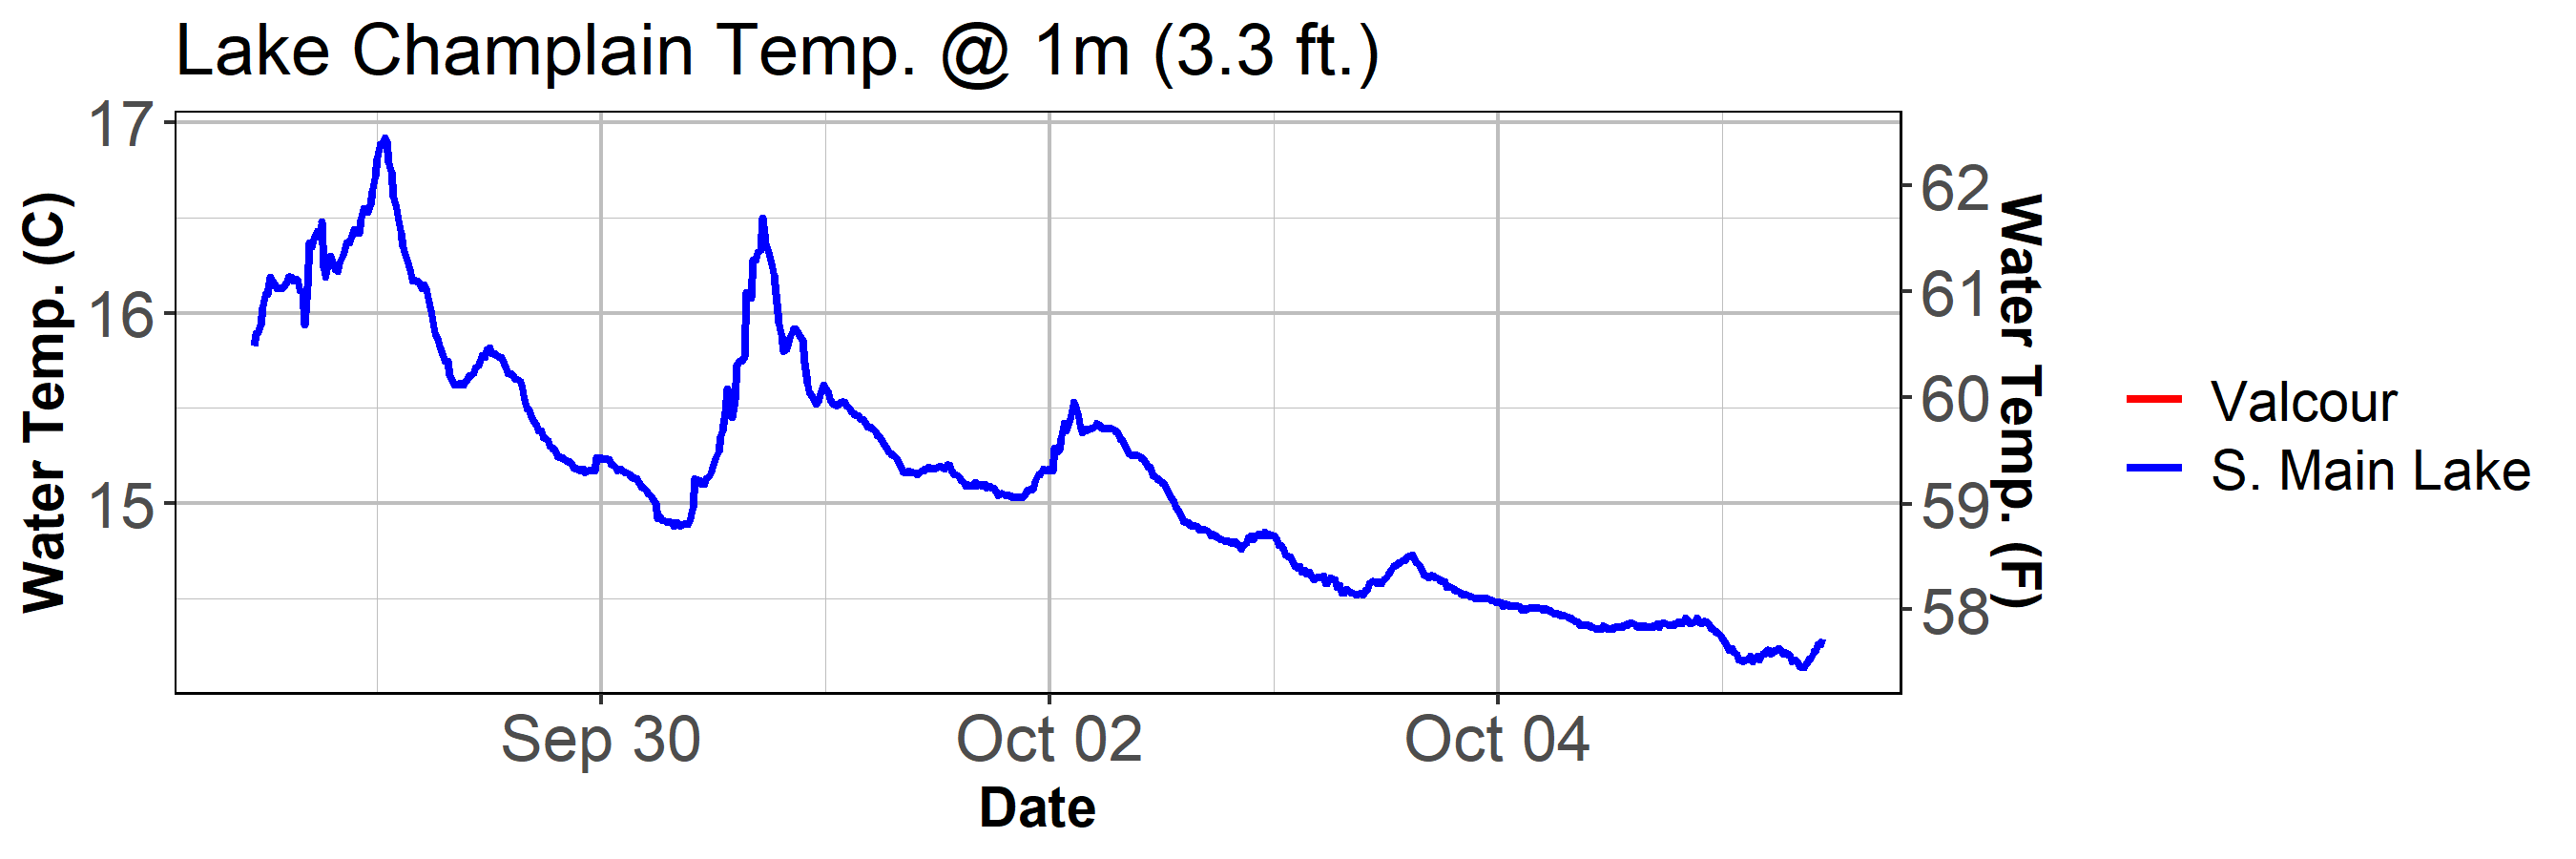 Lake Champlain Temp. @ 1m (3.3 ft.)
Water Temp. (C)
17
16
15
62
61
60
59
58
Water Temp. (F)
Sep 30
Oct 02
Oct 04
Date
Valcour
S. Main Lake